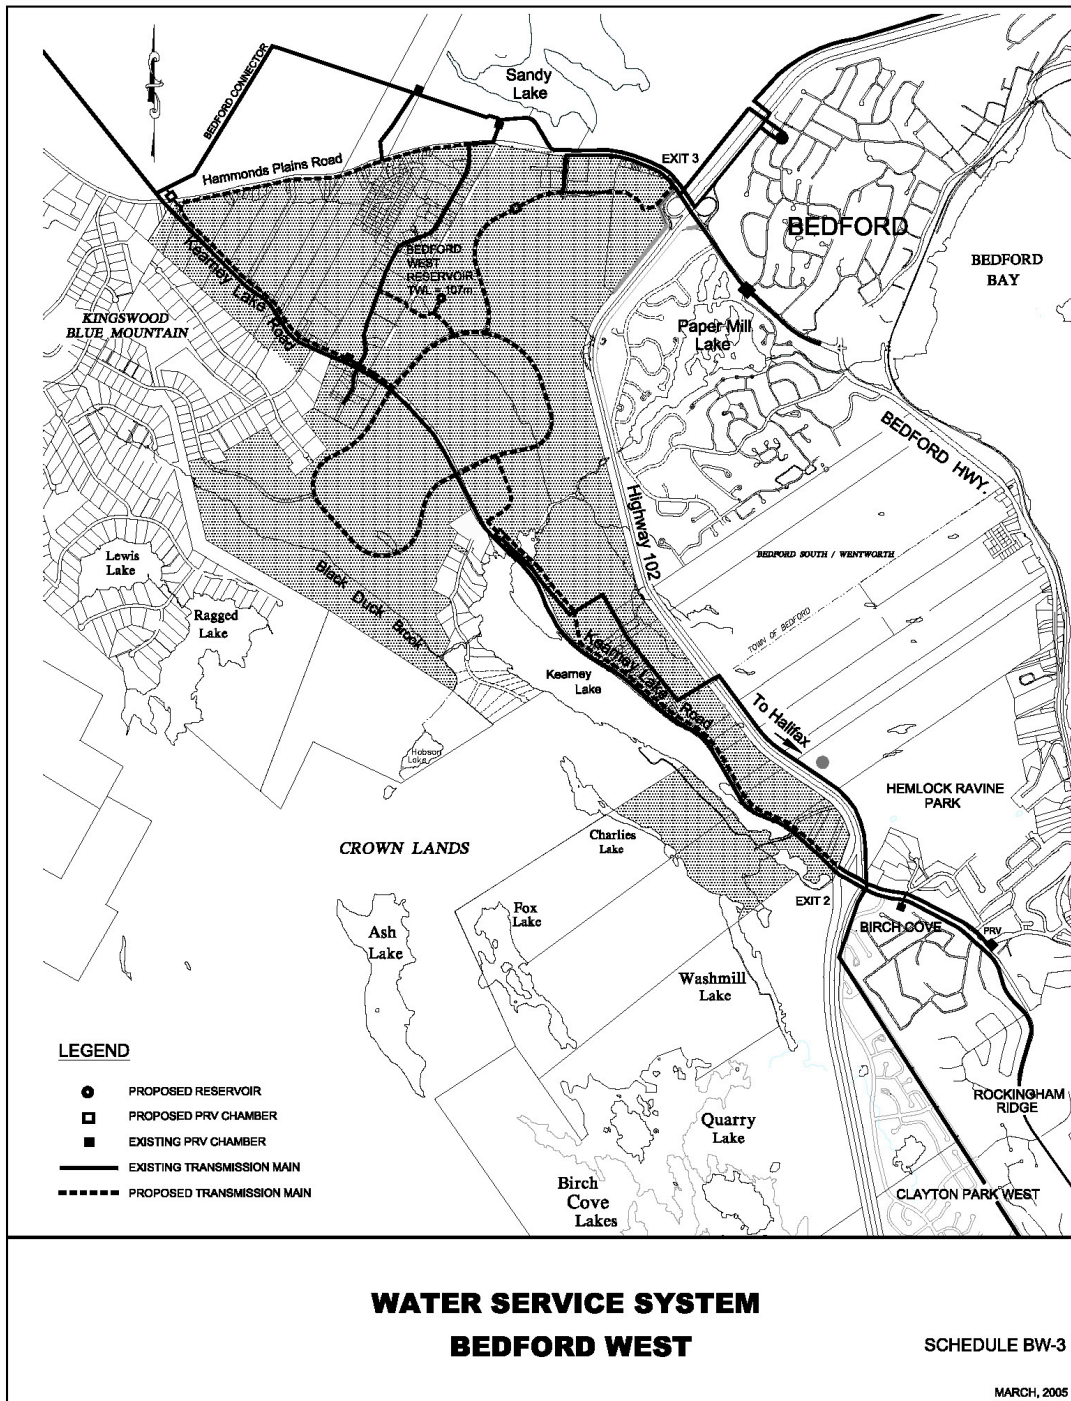 Sandy
Lake
BEDFORD CONNECTOR
Hammonds Plains Road
EXIT 3
BEDFORD
BEDFORD
BAY
Kearney Lake Road
BEDFORD
WEST
RESERVOIR
TWL = 107m
KINGSWOOD
BLUE MOUNTAIN
Paper Mill
Lake
BEDFORD HWY.
Highway 102
BEDFORD SOUTH / WENTWORTH
Lewis
Lake
Black Duck Brook
Ragged
Lake
TOWN OF BEDFORD
Kearney Lake Road
Kearney
Lake
To Halifax
Hobson
Lake
HEMLOCK RAVINE
PARK
CROWN LANDS
Charlies
Lake
EXIT 2
Fox
Lake
BIRCH COVE
PRV
Ash
Lake
Washmill
Lake
LEGEND
PROPOSED RESERVOIR
PROPOSED PRV CHAMBER
EXISTING PRV CHAMBER
EXISTING TRANSMISSION MAIN
PROPOSED TRANSMISSION MAIN
ROCKINGHAM
RIDGE
Quarry
Lake
Birch
Cove
Lakes
CLAYTON PARK WEST
WATER SERVICE SYSTEM
BEDFORD WEST
SCHEDULE BW-3
MARCH, 2005